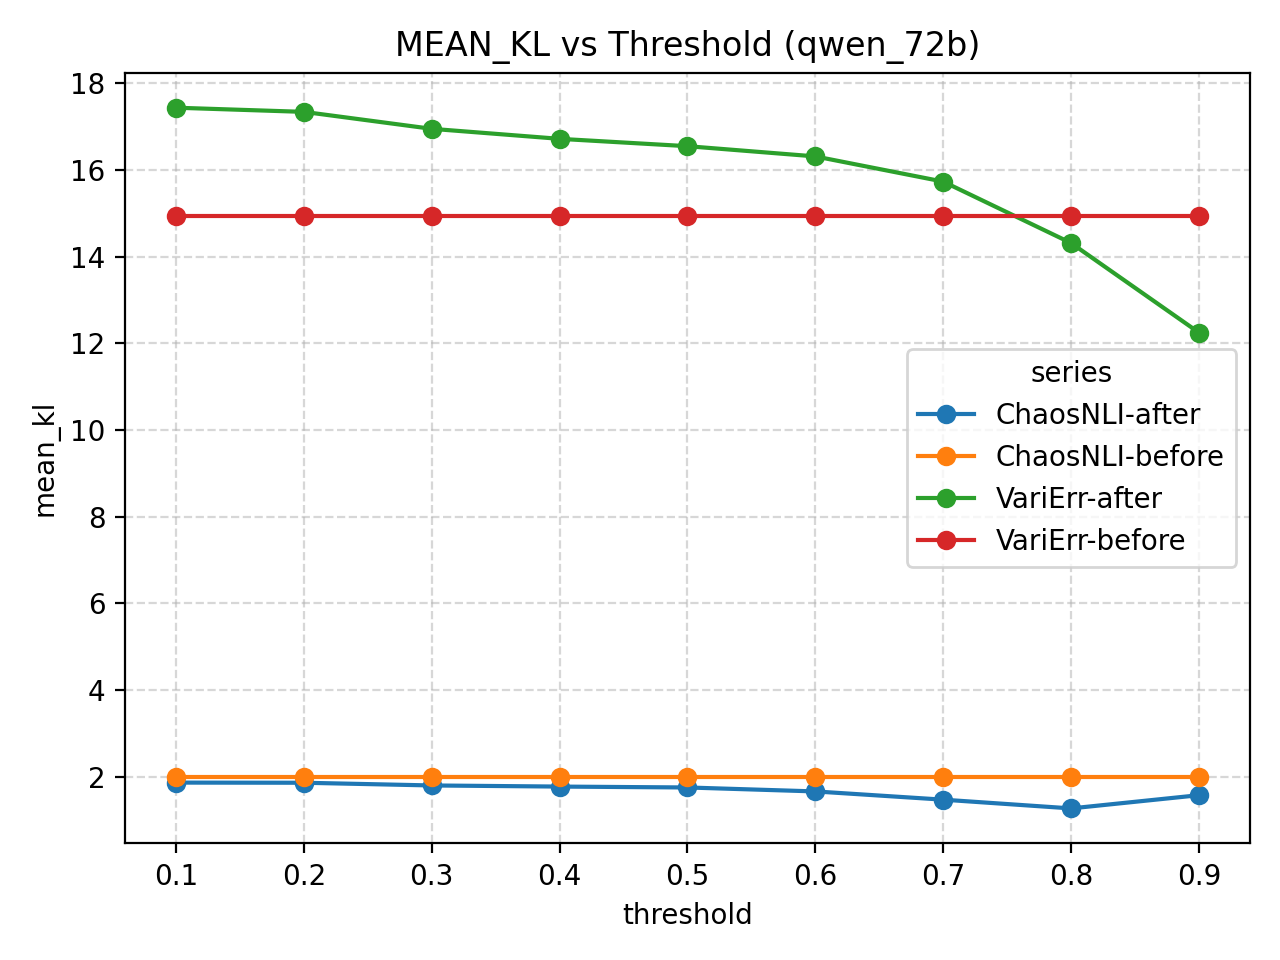 MEAN_KL vs Threshold (qwen_72b)
18
16
14
12
10
8
6
4
2
mean_kl
series
ChaosNLI-after
ChaosNLI-before
VariErr-after
VariErr-before
0.1 0.2 0.3 0.4 0.5 0.6 0.7 0.8 0.9
threshold